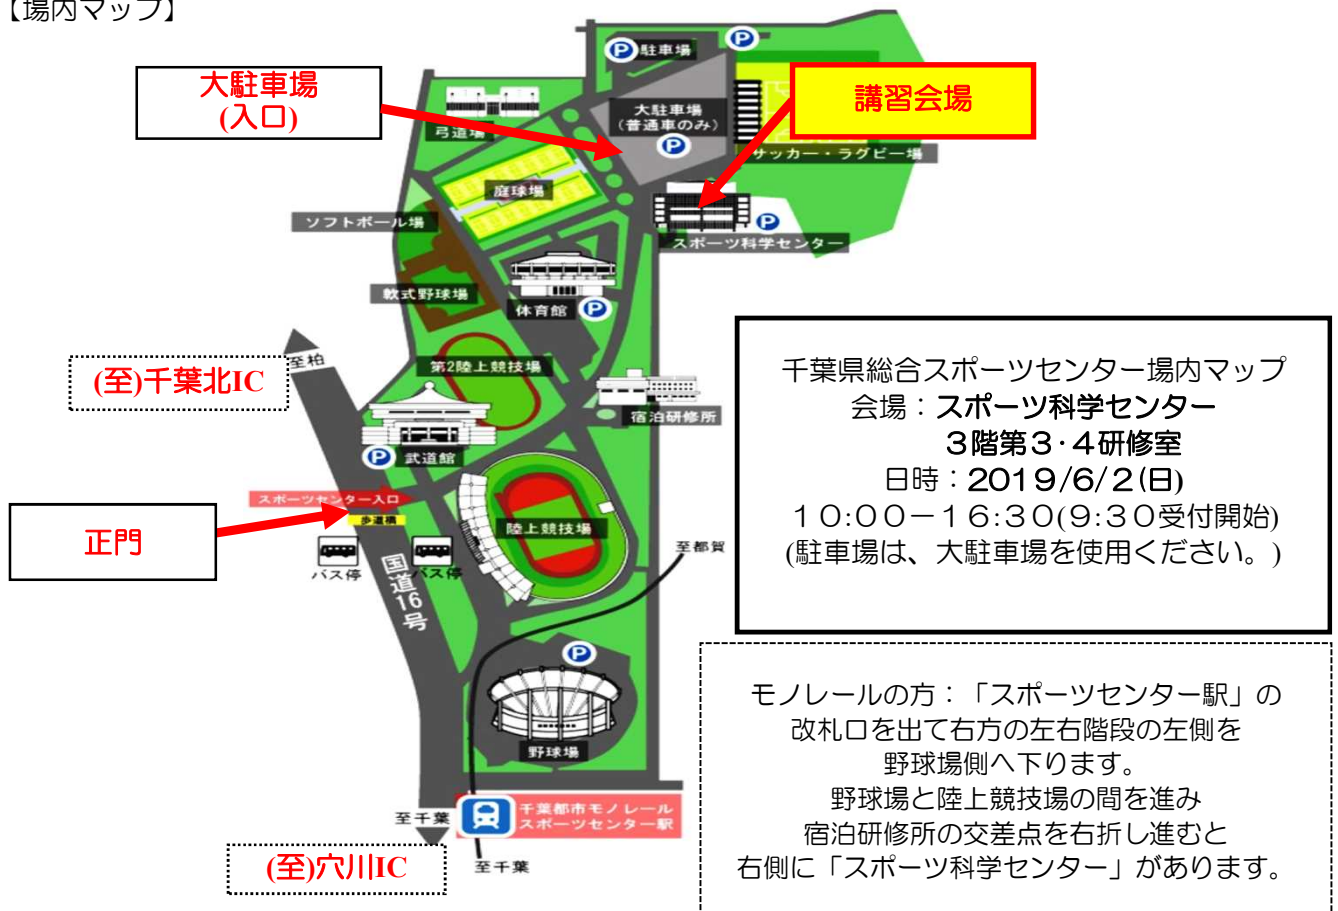 【場内マップ】
大駐車場
(入口)
P 駐車場
P
大駐車場
(普通車のみ)
P
講習会場
弓道場
サッカー・ラグビー場
庭球場
ソフトボール場
P
スポーツ科学センター
軟式野球場
体育館 P
至柏
(至)千葉北IC
第2陸上競技場
宿泊研修所
P 武道館
スポーツセンター入口
歩道橋
正門
陸上競技場
至都賀
バス停
バス停
国道16号
P
野球場
千葉都市モノレール
スポーツセンター駅
至千葉
至千葉
(至)穴川IC
千葉県総合スポーツセンター場内マップ
会場：スポーツ科学センター
３階第３･４研修室
日時：２０１９/６/２(日)
１０:００－１６:３０(９:３０受付開始)
(駐車場は、大駐車場を使用ください。)
モノレールの方：「スポーツセンター駅」の
改札口を出て右方の左右階段の左側を
野球場側へ下ります。
野球場と陸上競技場の間を進み
宿泊研修所の交差点を右折し進むと
右側に「スポーツ科学センター」があります。